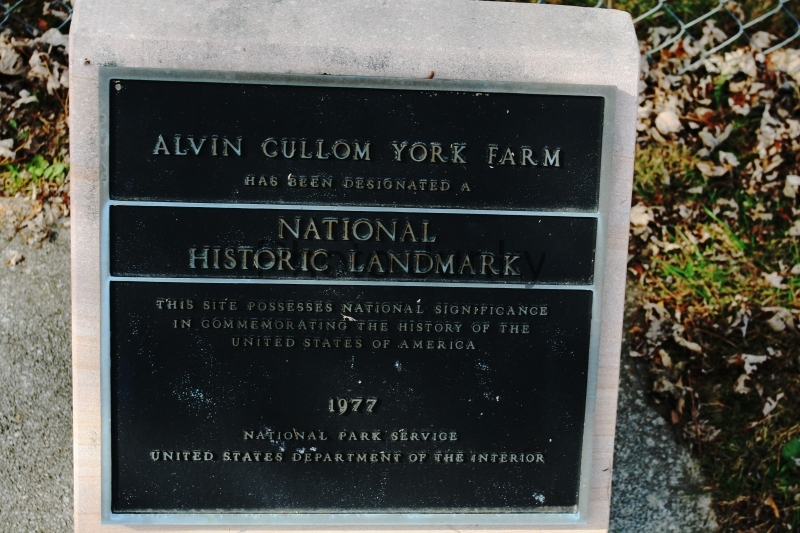 ALVIN CULLOM YORK FARM
HAS BEEN DESIGNATED A
NATIONAL
HISTORIC LANDMARK
THIS SITE POSSESSES NATIONAL SIGNIFICANCE
IN COMMEMORATING THE HISTORY OF THE
UNITED STATES OF AMERICA
1977
NATIONAL PARK SERVICE
UNITED STATES DEPARTMENT OF THE INTERIOR